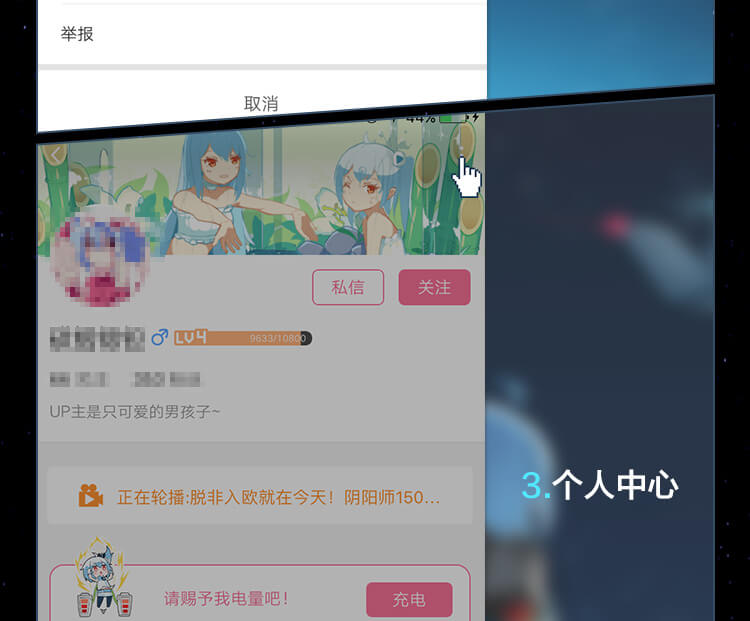 举报
取消
44%
私信
关注
LV4
9633/10800
UP主是只可爱的男孩子~
正在轮播:脱非入欧就在今天！阴阳师150...
3.个人中心
请赐予我电量吧！
充电